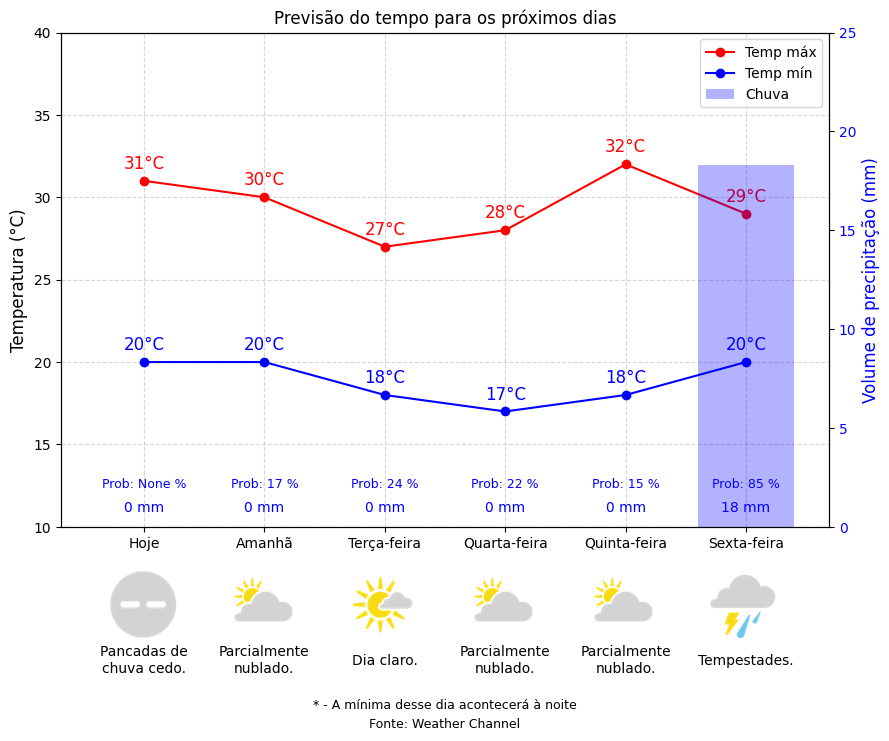 Previsão do tempo para os próximos dias
Temp máx
Temp mín
Chuva
Temperatura (°C)
40
35
30
25
20
15
10
Volume de precipitação (mm)
25
20
15
10
5
0
31°C
30°C
27°C
28°C
32°C
29°C
20°C
20°C
18°C
17°C
18°C
20°C
Prob: None %
Prob: 17 %
Prob: 24 %
Prob: 22 %
Prob: 15 %
Prob: 85 %
0 mm
0 mm
0 mm
0 mm
0 mm
18 mm
Hoje
Amanhã
Terça-feira
Quarta-feira
Quinta-feira
Sexta-feira
Pancadas de
chuva cedo.
Parcialmente
nublado.
Dia claro.
Parcialmente
nublado.
Parcialmente
nublado.
Tempestades.
* - A mínima desse dia acontecerá à noite
Fonte: Weather Channel